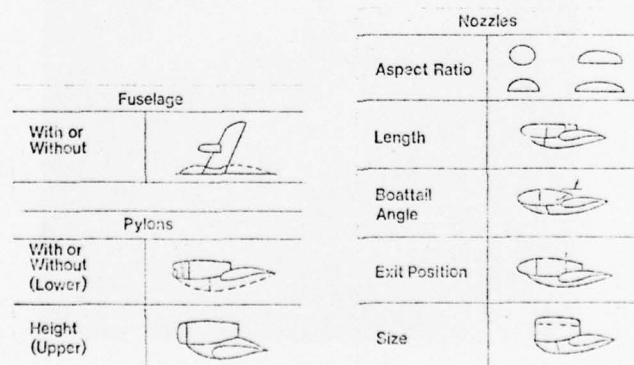 Fuselage
With or
Without
Pylons
With or
Without
(Lower)
Height
(Upper)
Nozzles
Aspect Ratio
Length
Boattail
Angle
Exit Position
Size